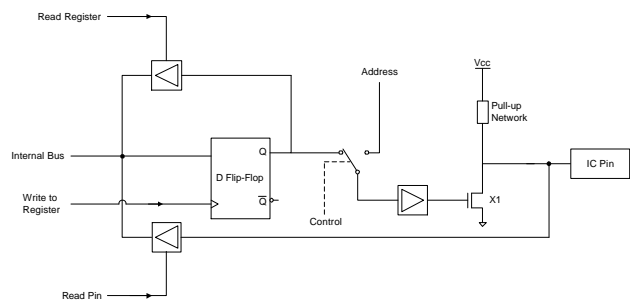 Read Register
Address
Vcc
Pull-up
Network
Internal Bus
Q
D Flip-Flop
IC Pin
Write to
Register
Q
Control
X1
Read Pin